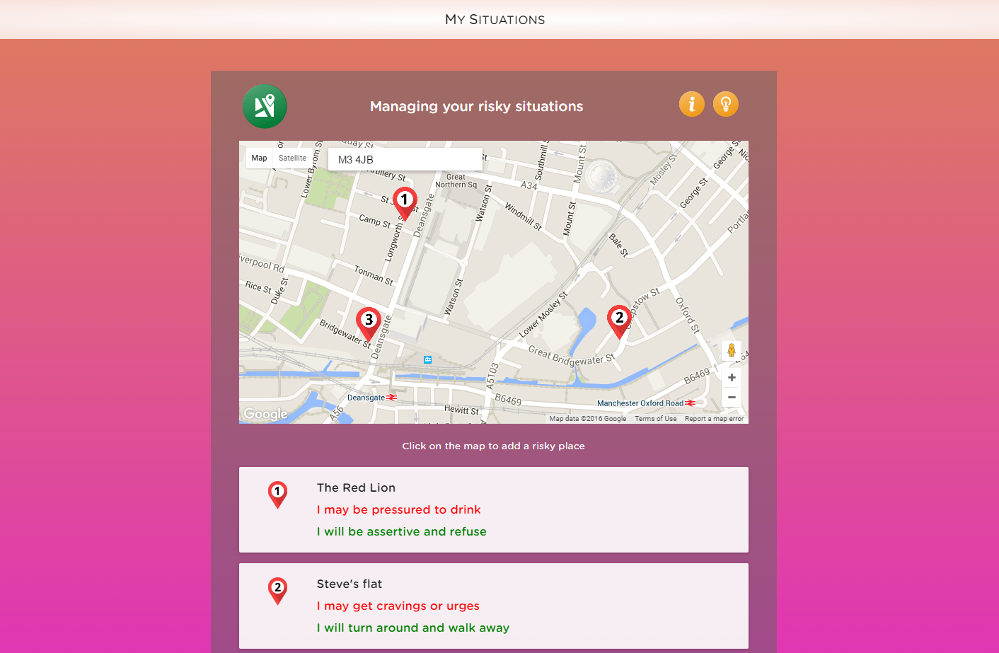 My Situations
Managing your risky situations
Map
Satellite
M3 4JB
Quay St
Lower Byrom St
Artillery St
Great
Northern Sq
A34
Southmill St
Mount St
Mosley St
George St
George St
St
Camp St
Longworth St
Deansgate
Watson St
Windmill St
Mount St
Bale St
Liverpool Rd
Rice St
Duke St
Tonman St
Watson St
Lower Mosley St
Chepstow St
Oxford St
Bridgewater St
Deansgate
Great Bridgewater St
A5103
B6469
B6469
Deansgate
A56
Hewitt St
Manchester Oxford Road
1
2
3
Google
Map data ©2016 Google
Terms of Use
Report a map error
Click on the map to add a risky place
1
The Red Lion
I may be pressured to drink
I will be assertive and refuse
2
Steve's flat
I may get cravings or urges
I will turn around and walk away